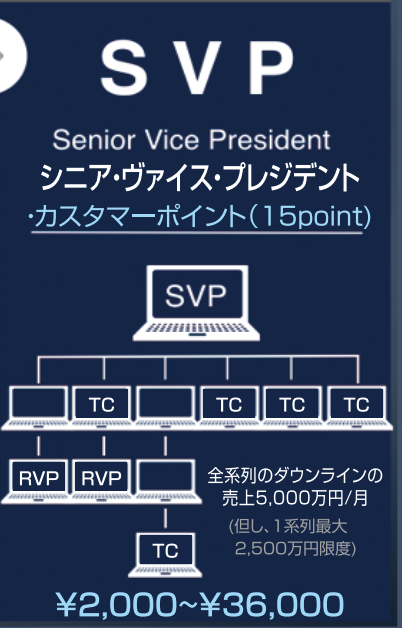 SVP
Senior Vice President
シニア・ヴァイス・プレジデント
・カスタマーポイント(15point)
SVP
TC
TC
TC
TC
RVP
RVP
全系列のダウンラインの
売上5,000万円/月
(但し、1系列最大
2,500万円限度)
TC
¥2,000~¥36,000